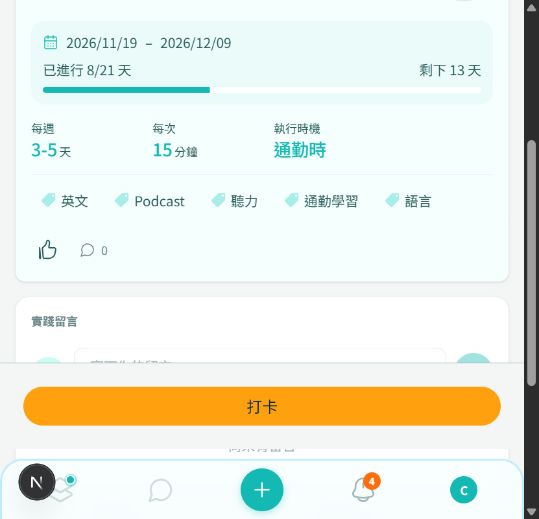 2026/11/19 – 2026/12/09
已進行 8/21 天
剩下 13 天
每週
3-5 天
每次
15 分鐘
執行時機
通勤時
英文
Podcast
聽力
通勤學習
語言
0
實踐留言
打卡
N
4
C